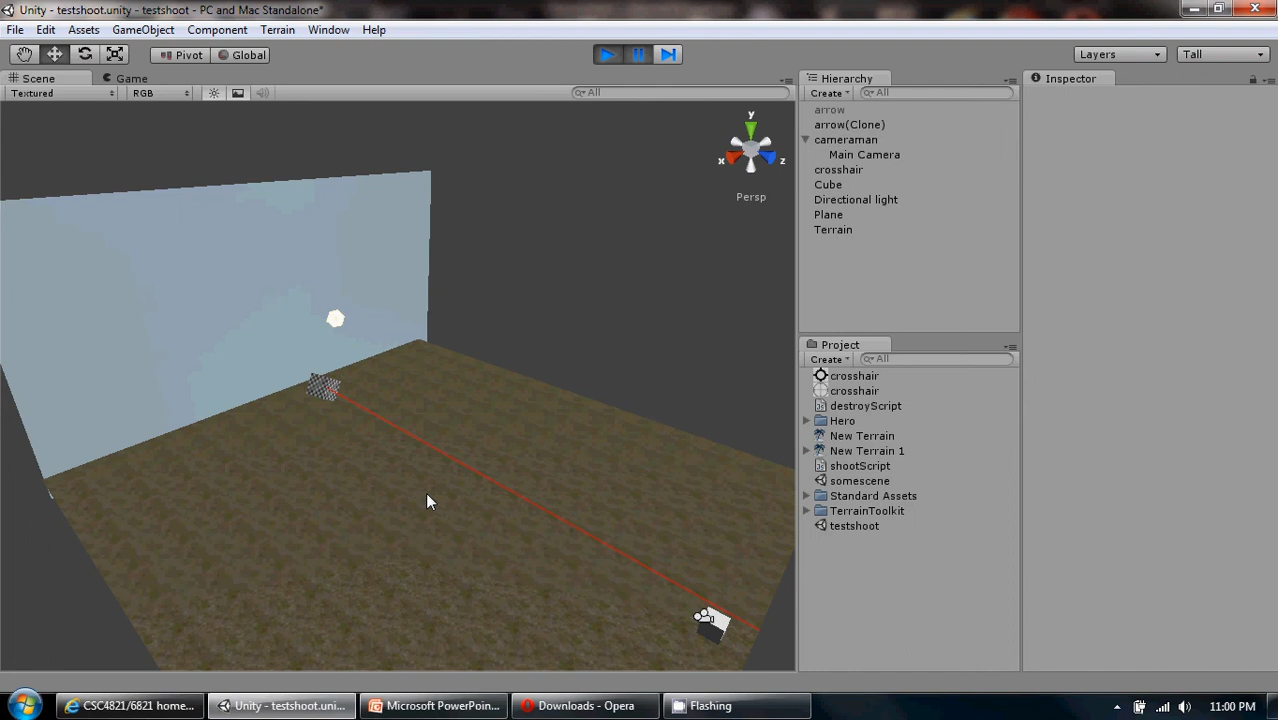 Unity - testshoot.unity - PC and Mac Standalone*
File Edit Assets GameObject Component Terrain Window Help
Pivot Global Layers Tall
Scene Game Hierarchy Inspector
Textured RGB All Create All
arrow
arrow(Clone)
cameraman
Main Camera
crosshair
Cube
Directional light
Plane
Terrain
y
x z
Persp
Project
Create All
crosshair
crosshair
destroyScript
Hero
New Terrain
New Terrain 1
shootScript
somescene
Standard Assets
TerrainToolkit
testshoot
CSC4821/6821 home... Unity - testshoot.uni... Microsoft PowerPoin... Downloads - Opera Flashing 11:00 PM